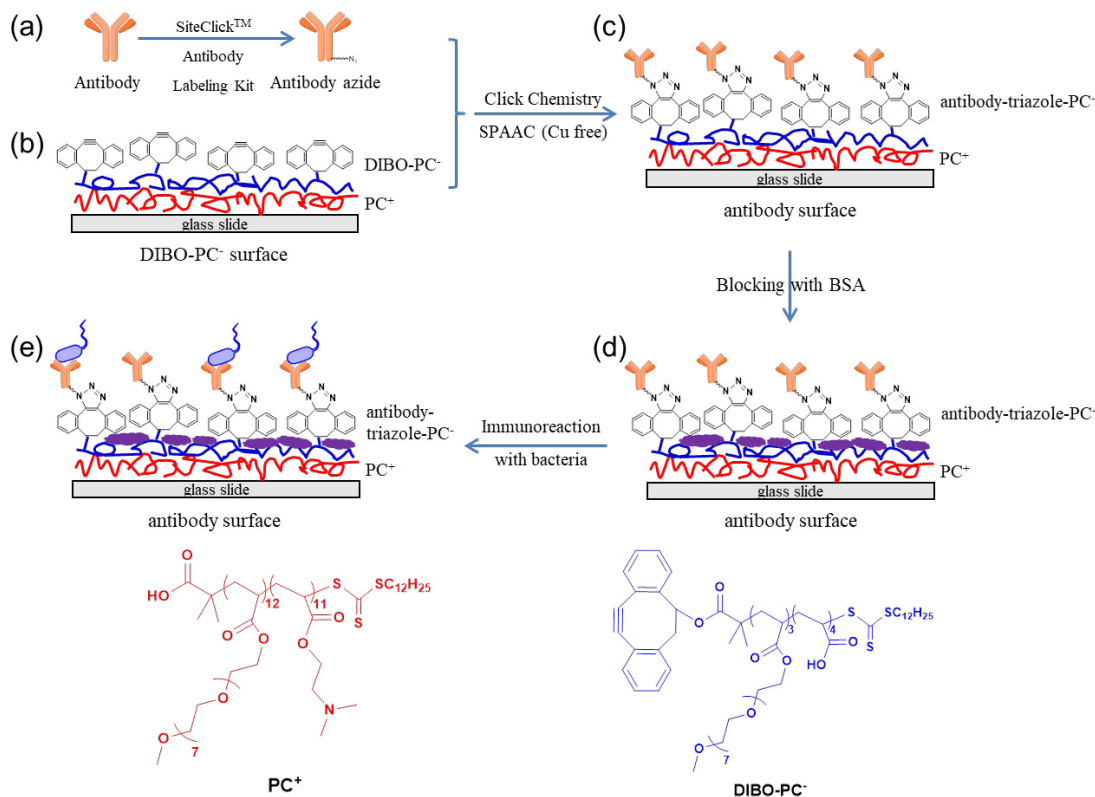 (a)
SiteClick™
Antibody
Labeling Kit
Antibody
N₃
Antibody azide
(b)
DIBO-PC⁻
PC⁺
glass slide
DIBO-PC⁻ surface
Click Chemistry
SPAAC (Cu free)
(c)
N N N
N N N
N N N
N N N
antibody-triazole-PC⁻
PC⁺
glass slide
antibody surface
Blocking with BSA
(d)
N N N
N N N
N N N
N N N
antibody-triazole-PC⁻
PC⁺
glass slide
antibody surface
Immunoreaction
with bacteria
(e)
N N N
N N N
N N N
N N N
antibody-
triazole-PC⁻
PC⁺
glass slide
antibody surface
O
HO
12
11
S
SC₁₂H₂₅
S
O
O
O
O
O
N
O
7
PC⁺
O
O
3
4
S
SC₁₂H₂₅
S
O
O
O
HO
O
O
7
DIBO-PC⁻